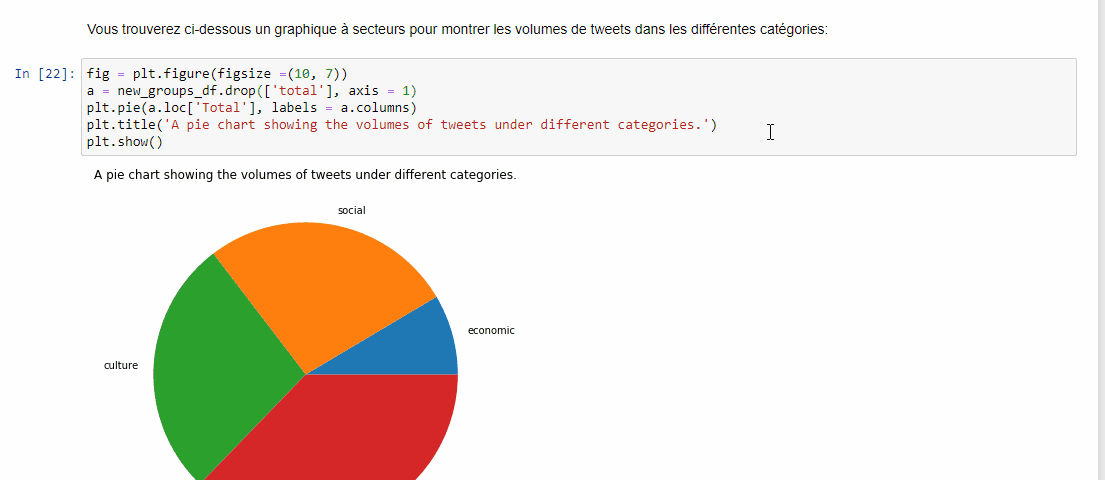 Vous trouverez ci-dessous un graphique à secteurs pour montrer les volumes de tweets dans les différentes catégories:
In [22]: fig = plt.figure(figsize =(10, 7))
a = new_groups_df.drop(['total'], axis = 1)
plt.pie(a.loc['Total'], labels = a.columns)
plt.title('A pie chart showing the volumes of tweets under different categories.')
plt.show()
A pie chart showing the volumes of tweets under different categories.
social
economic
culture